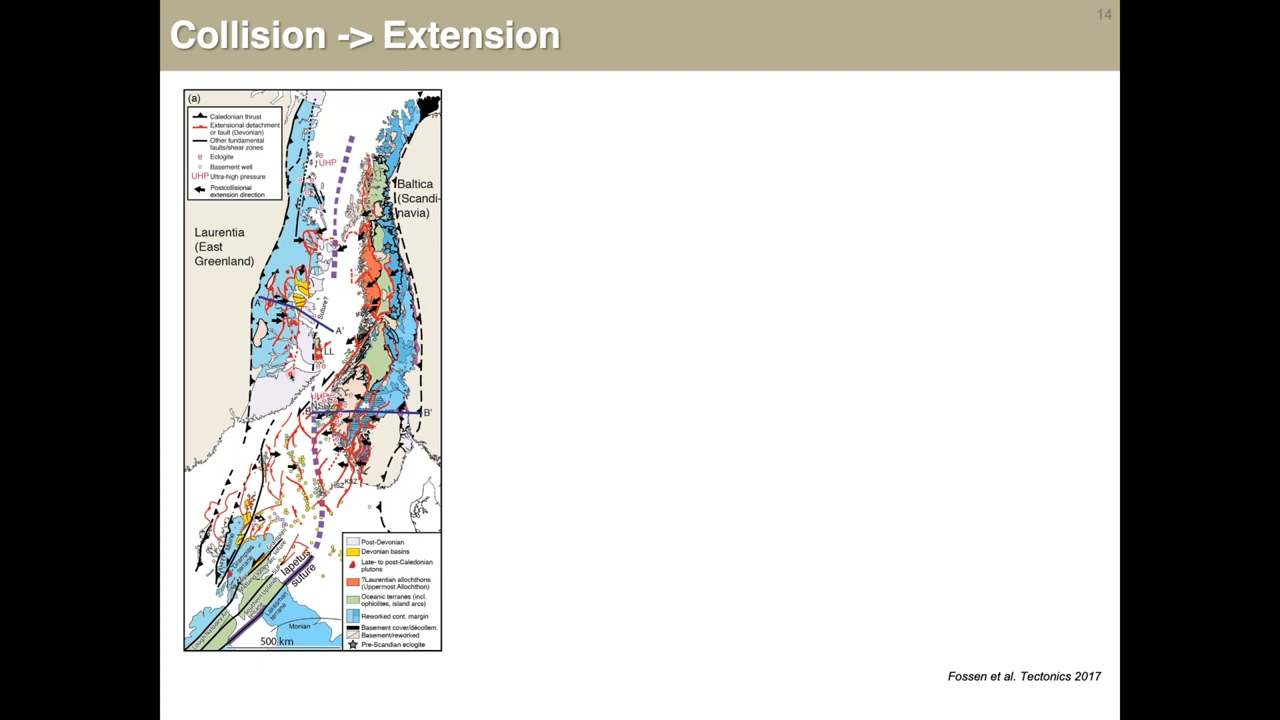 14
Collision -> Extension
(a)
Caledonian thrust
Extensional detachment
or fault (Devonian)
Other fundamental
faults/shear zones
e Eclogite
Basement well
UHP Ultra-high pressure
Postcollisional
extension direction
e
UHP
Baltica
(Scandi-
navia)
Laurentia
(East
Greenland)
A
Suture?
A'
LL
e e
UHP
B
B'
HSZ
KSZ
Iapetus
suture
Monian
500 km
Post-Devonian
Devonian basins
Late- to post-Caledonian
plutons
?Laurentian allochthons
(Uppermost Allochthon)
Oceanic terranes (incl.
ophiolites, island arcs)
Reworked cont. margin
Basement cover/décollem.
Basement/reworked
Pre-Scandian eclogite
Fossen et al. Tectonics 2017